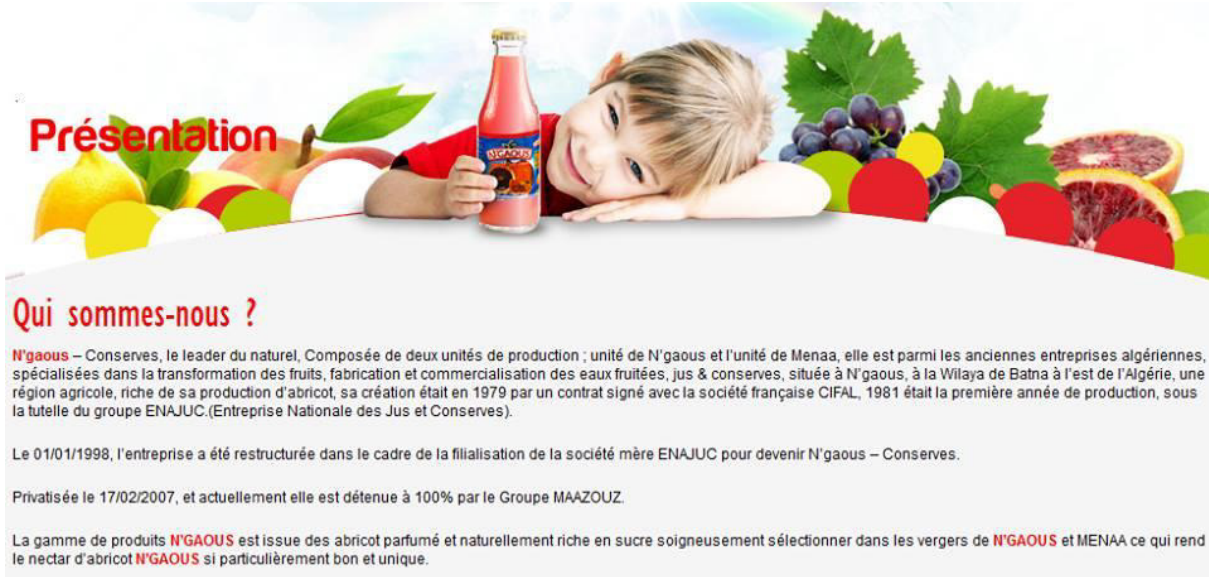 Présentation
N'GAOUS
Qui sommes-nous ?
N'gaous – Conserves, le leader du naturel, Composée de deux unités de production ; unité de N'gaous et l'unité de Menaa, elle est parmi les anciennes entreprises algériennes,
spécialisées dans la transformation des fruits, fabrication et commercialisation des eaux fruitées, jus & conserves, située à N'gaous, à la Wilaya de Batna à l'est de l'Algérie, une
région agricole, riche de sa production d'abricot, sa création était en 1979 par un contrat signé avec la société française CIFAL, 1981 était la première année de production, sous
la tutelle du groupe ENAJUC.(Entreprise Nationale des Jus et Conserves).
Le 01/01/1998, l'entreprise a été restructurée dans le cadre de la filialisation de la société mère ENAJUC pour devenir N'gaous – Conserves.
Privatisée le 17/02/2007, et actuellement elle est détenue à 100% par le Groupe MAAZOUZ.
La gamme de produits N'GAOUS est issue des abricot parfumé et naturellement riche en sucre soigneusement sélectionner dans les vergers de N'GAOUS et MENAA ce qui rend
le nectar d'abricot N'GAOUS si particulièrement bon et unique.